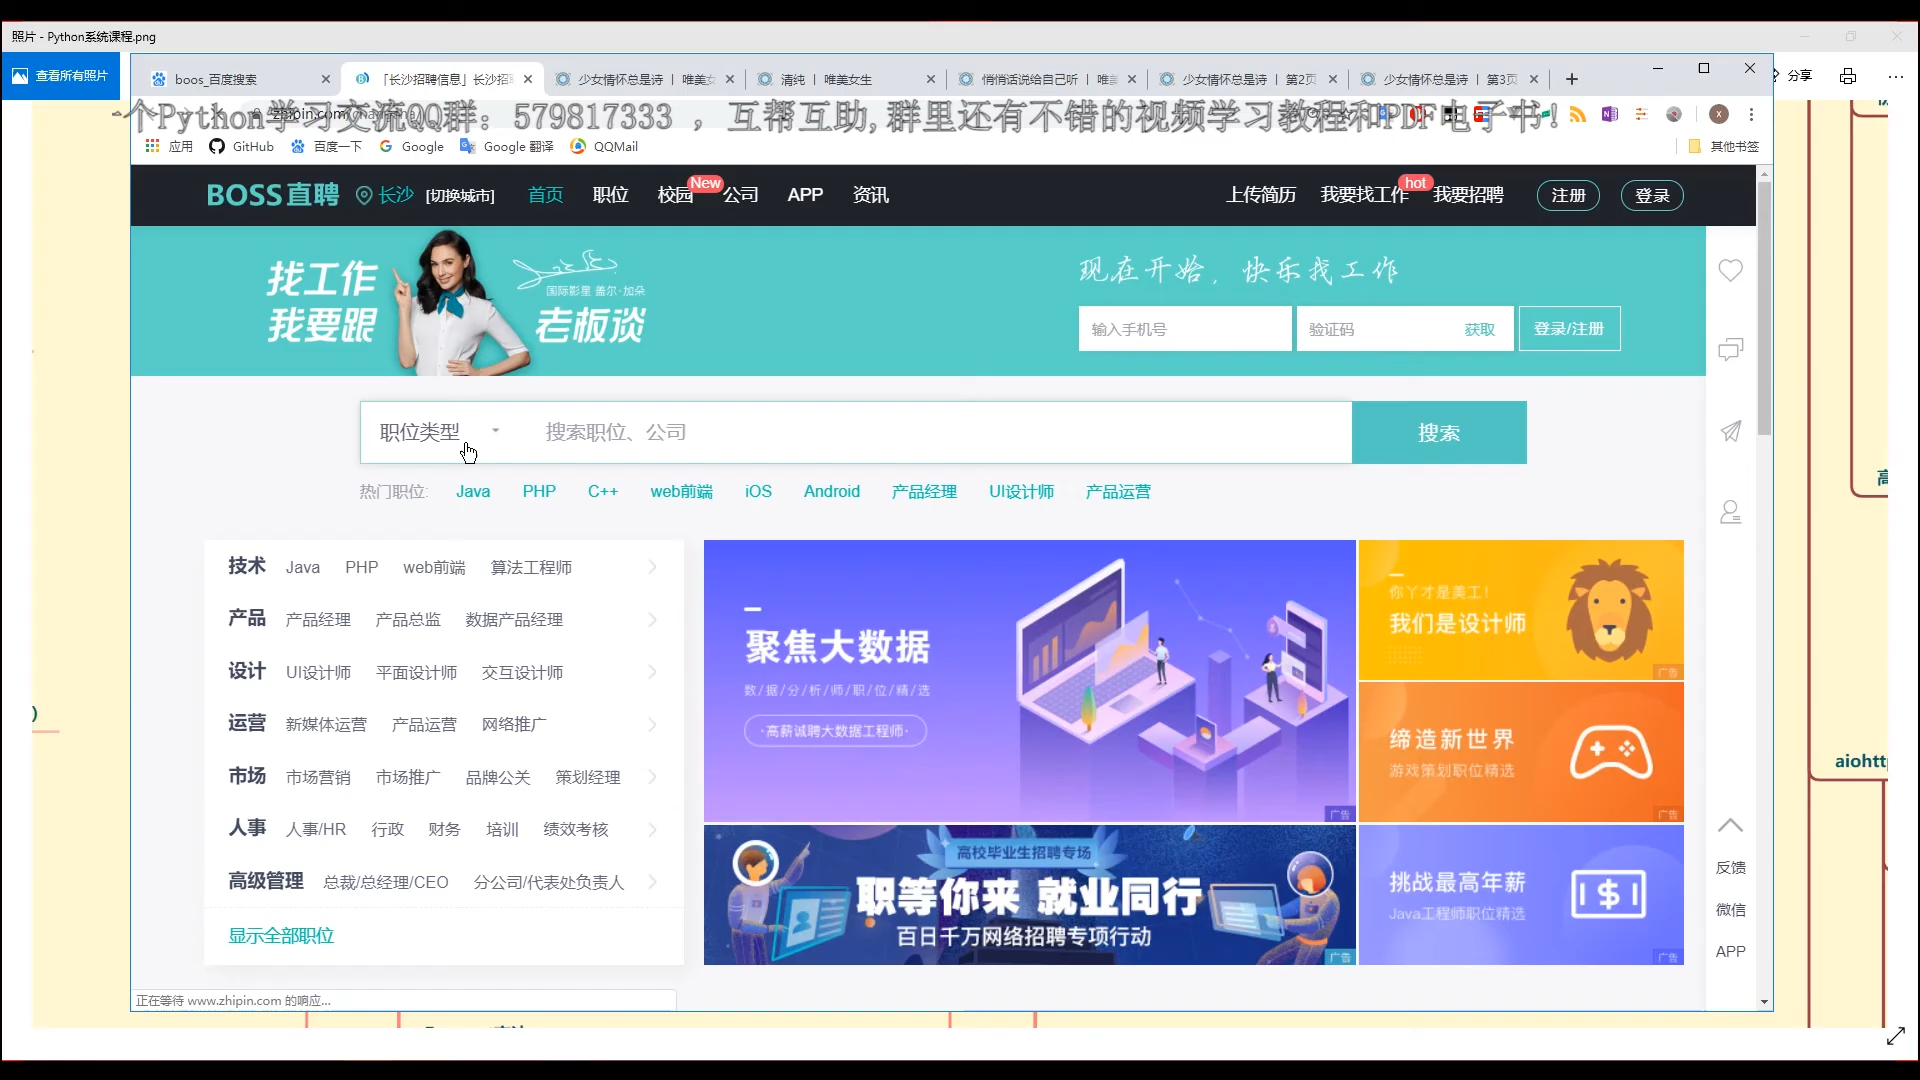 照片 - Python系统课程.png
查看所有照片
分享
boos_百度搜索
「长沙招聘信息」长沙招
少女情怀总是诗 | 唯美
清纯 | 唯美女生
悄悄话说给自己听 | 唯
少女情怀总是诗 | 第2页
少女情怀总是诗 | 第3页
个Python学习交流QQ群：579817333 ，互帮互助,群里还有不错的视频学习教程和PDF电子书!
应用 GitHub 百度一下 Google Google 翻译 QQMail 其他书签
BOSS直聘 长沙 [切换城市] 首页 职位 校园 New 公司 APP 资讯 上传简历 我要找工作 hot 我要招聘 注册 登录
找工作
我要跟
老板谈
国际影星 盖尔·加朵
现在开始，快乐找工作
输入手机号 验证码 获取 登录/注册
职位类型 搜索职位、公司 搜索
热门职位: Java PHP C++ web前端 iOS Android 产品经理 UI设计师 产品运营
技术 Java PHP web前端 算法工程师
产品 产品经理 产品总监 数据产品经理
设计 UI设计师 平面设计师 交互设计师
运营 新媒体运营 产品运营 网络推广
市场 市场营销 市场推广 品牌公关 策划经理
人事 人事/HR 行政 财务 培训 绩效考核
高级管理 总裁/总经理/CEO 分公司/代表处负责人
显示全部职位
聚焦大数据
数/据/分/析/师/职/位/精/选
·高薪诚聘大数据工程师·
广告
你丫才是美工!
我们是设计师
广告
缔造新世界
游戏策划职位精选
广告
高校毕业生招聘专场
职等你来 就业同行
百日千万网络招聘专项行动
广告
挑战最高年薪
Java工程师职位精选
广告
反馈
微信
APP
正在等待 www.zhipin.com 的响应...
)
aiohtt